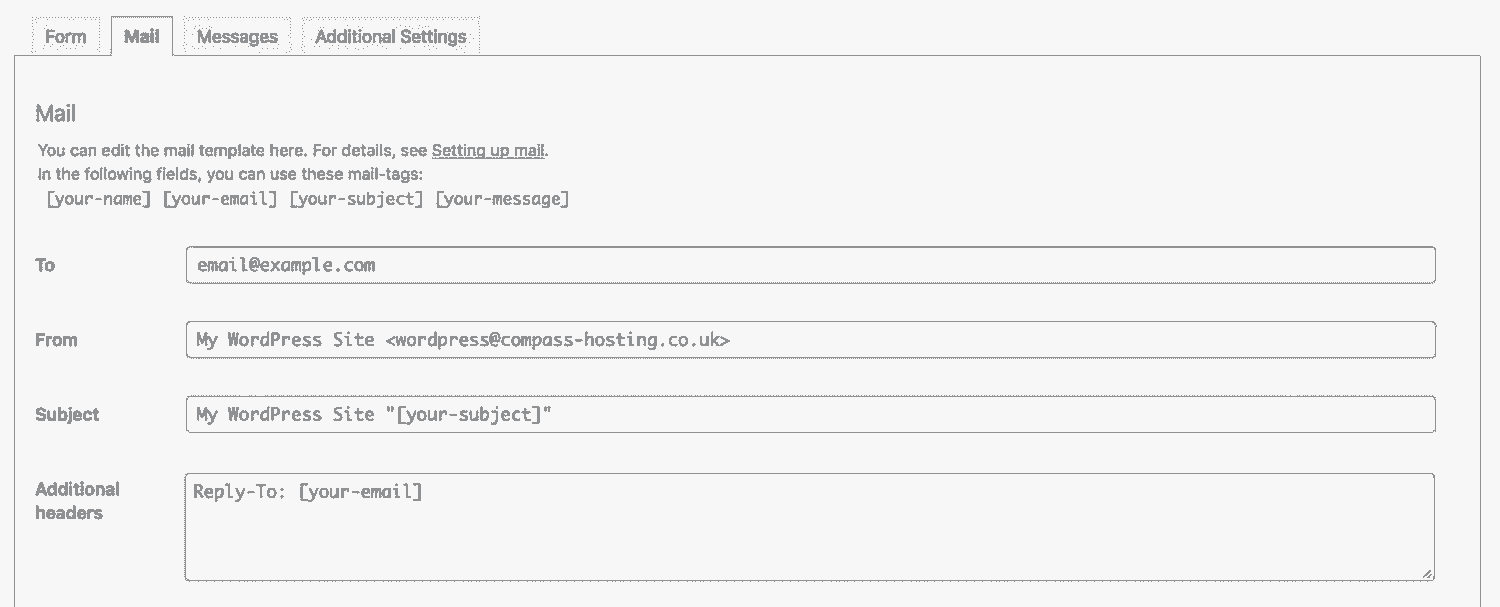 Form Mail Messages Additional Settings
Mail
You can edit the mail template here. For details, see Setting up mail.
In the following fields, you can use these mail-tags:
[your-name] [your-email] [your-subject] [your-message]
To email@example.com
From My WordPress Site <wordpress@compass-hosting.co.uk>
Subject My WordPress Site "[your-subject]"
Additional headers Reply-To: [your-email]